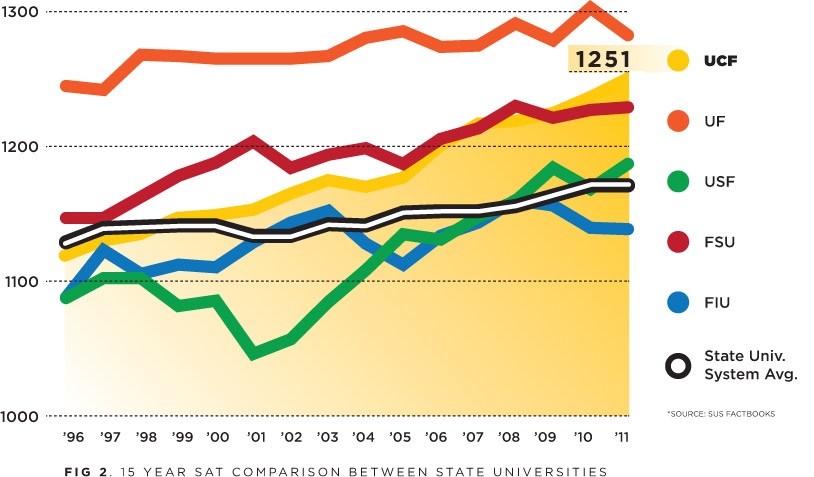 1300
1251
UCF
UF
1200
USF
FSU
1100
FIU
State Univ.
System Avg.
1000
*SOURCE: SUS FACTBOOKS
'96 '97 '98 '99 '00 '01 '02 '03 '04 '05 '06 '07 '08 '09 '10 '11
FIG 2. 15 YEAR SAT COMPARISON BETWEEN STATE UNIVERSITIES